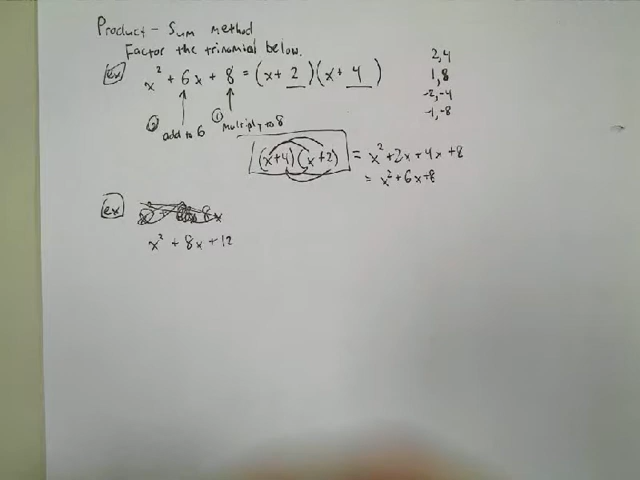 Product - Sum method
Factor the trinomial below.
ex x² + 6x + 8 = (x + 2)(x + 4)
2, 4
1, 8
-2, -4
-1, -8
② add to 6
① multiply to 8
(x+4)(x+2) = x² + 2x + 4x + 8
= x² + 6x + 8
ex
x² + 8x + 12